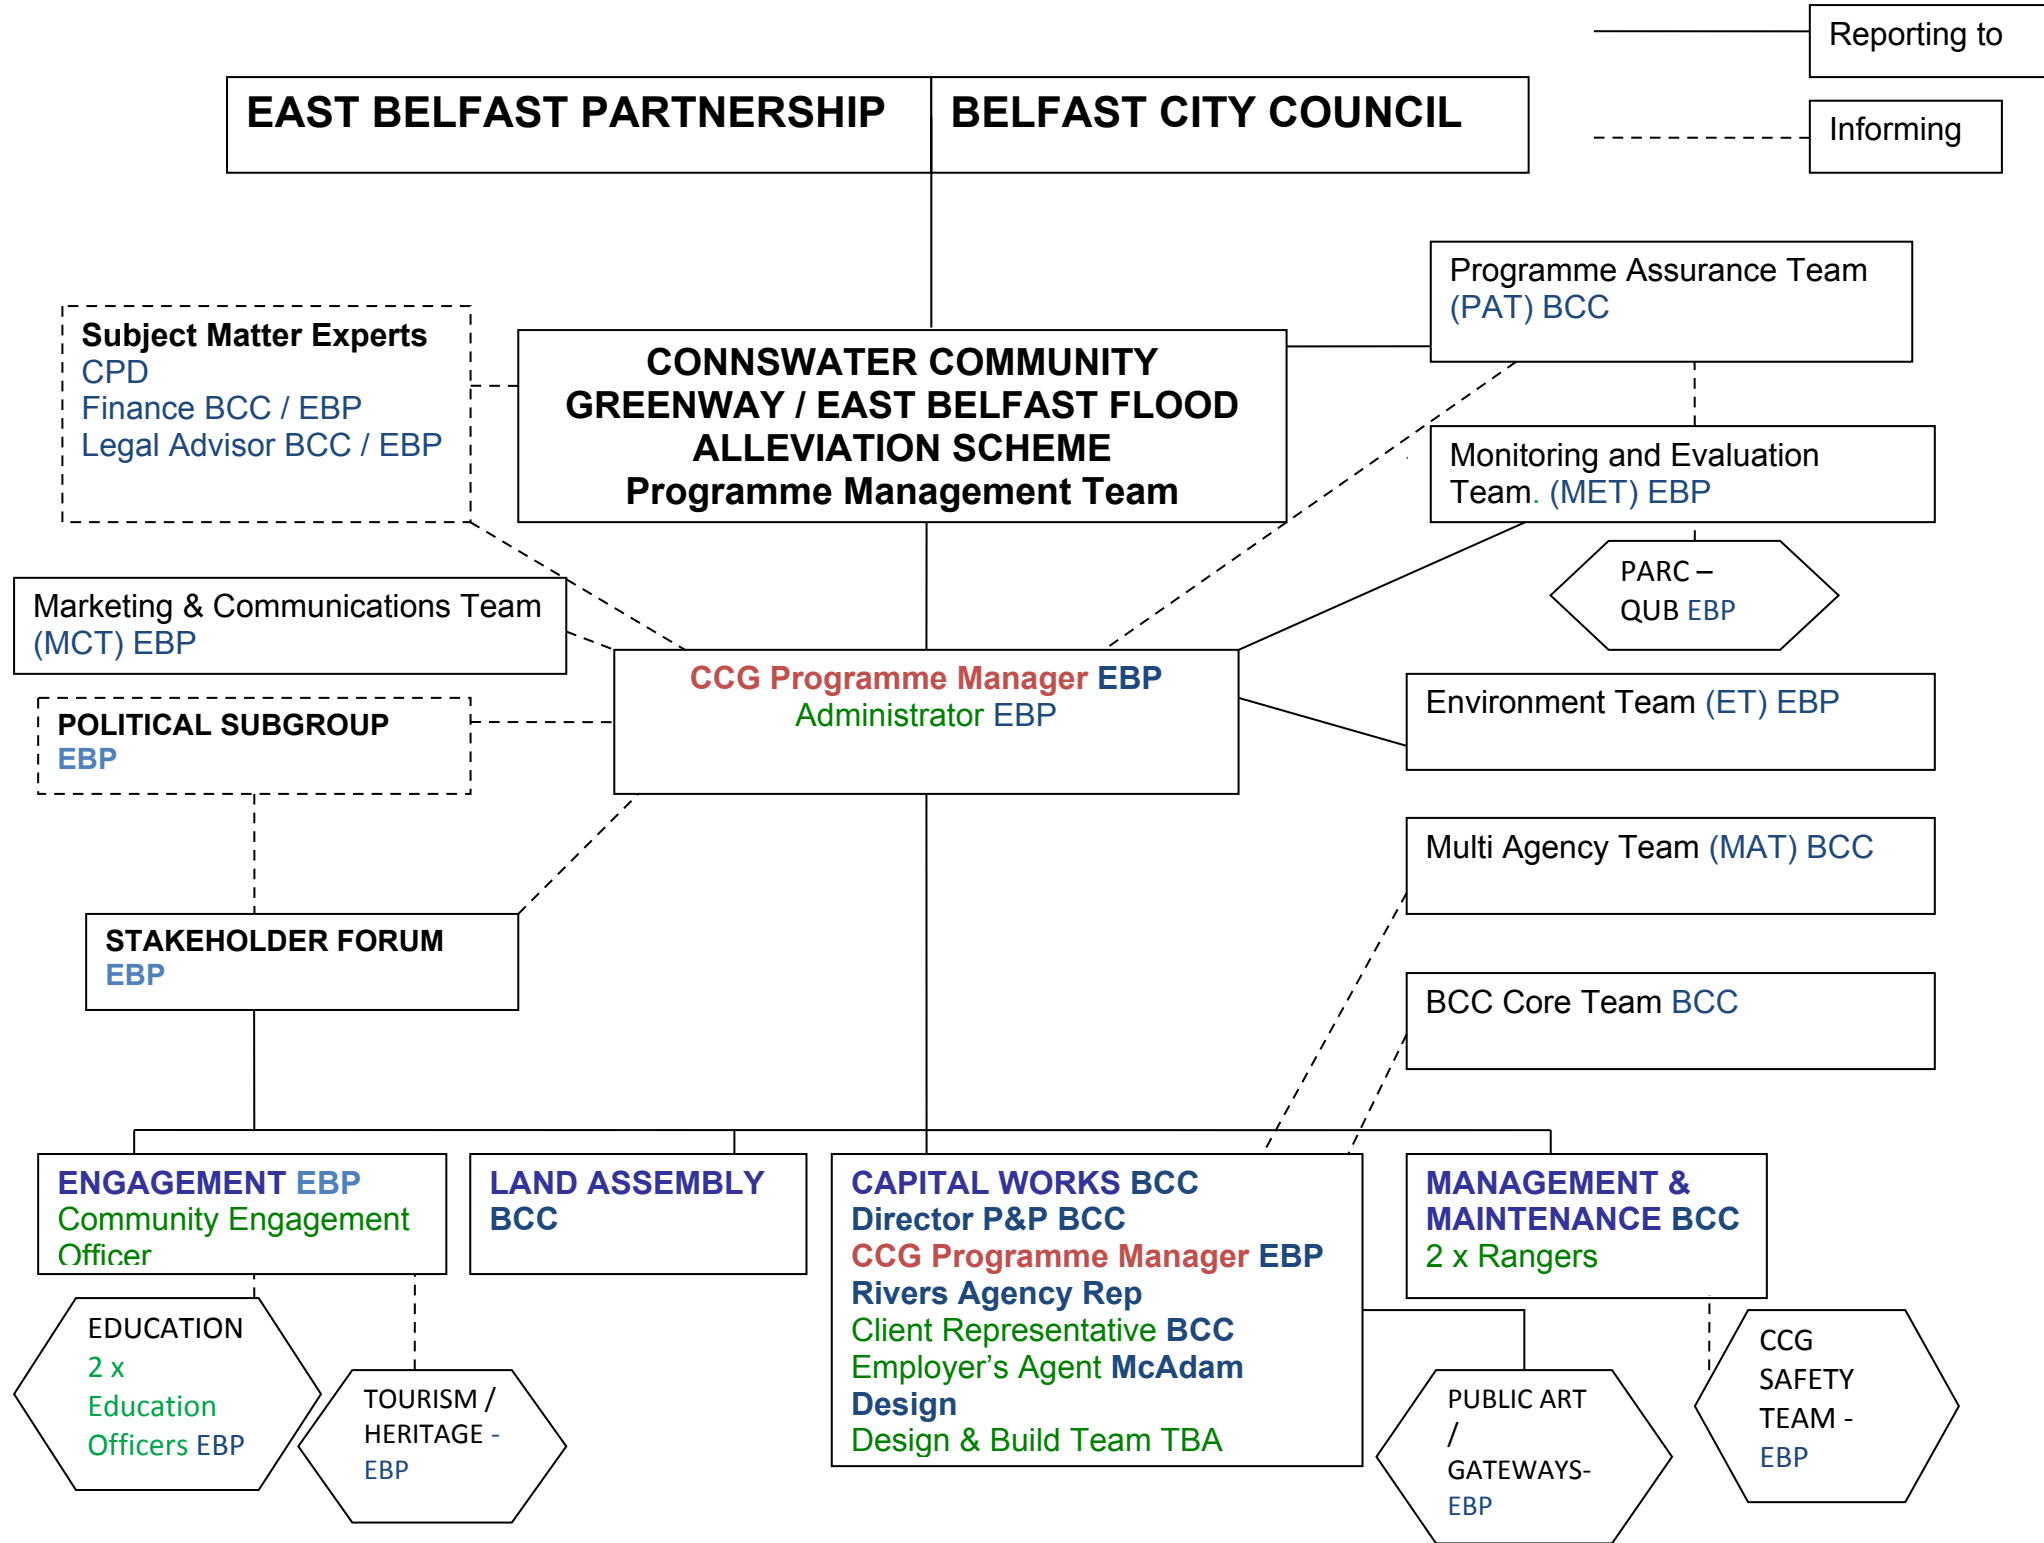 Reporting to
EAST BELFAST PARTNERSHIP
BELFAST CITY COUNCIL
Informing
Programme Assurance Team
(PAT) BCC
Subject Matter Experts
CPD
Finance BCC / EBP
Legal Advisor BCC / EBP
CONNSWATER COMMUNITY
GREENWAY / EAST BELFAST FLOOD
ALLEVIATION SCHEME
Programme Management Team
Monitoring and Evaluation
Team. (MET) EBP
PARC –
QUB EBP
Marketing & Communications Team
(MCT) EBP
CCG Programme Manager EBP
Administrator EBP
Environment Team (ET) EBP
POLITICAL SUBGROUP
EBP
Multi Agency Team (MAT) BCC
STAKEHOLDER FORUM
EBP
BCC Core Team BCC
ENGAGEMENT EBP
Community Engagement
Officer
LAND ASSEMBLY
BCC
CAPITAL WORKS BCC
Director P&P BCC
CCG Programme Manager EBP
Rivers Agency Rep
Client Representative BCC
Employer’s Agent McAdam
Design
Design & Build Team TBA
MANAGEMENT &
MAINTENANCE BCC
2 x Rangers
EDUCATION
2 x
Education
Officers EBP
TOURISM /
HERITAGE -
EBP
PUBLIC ART
/
GATEWAYS-
EBP
CCG
SAFETY
TEAM -
EBP